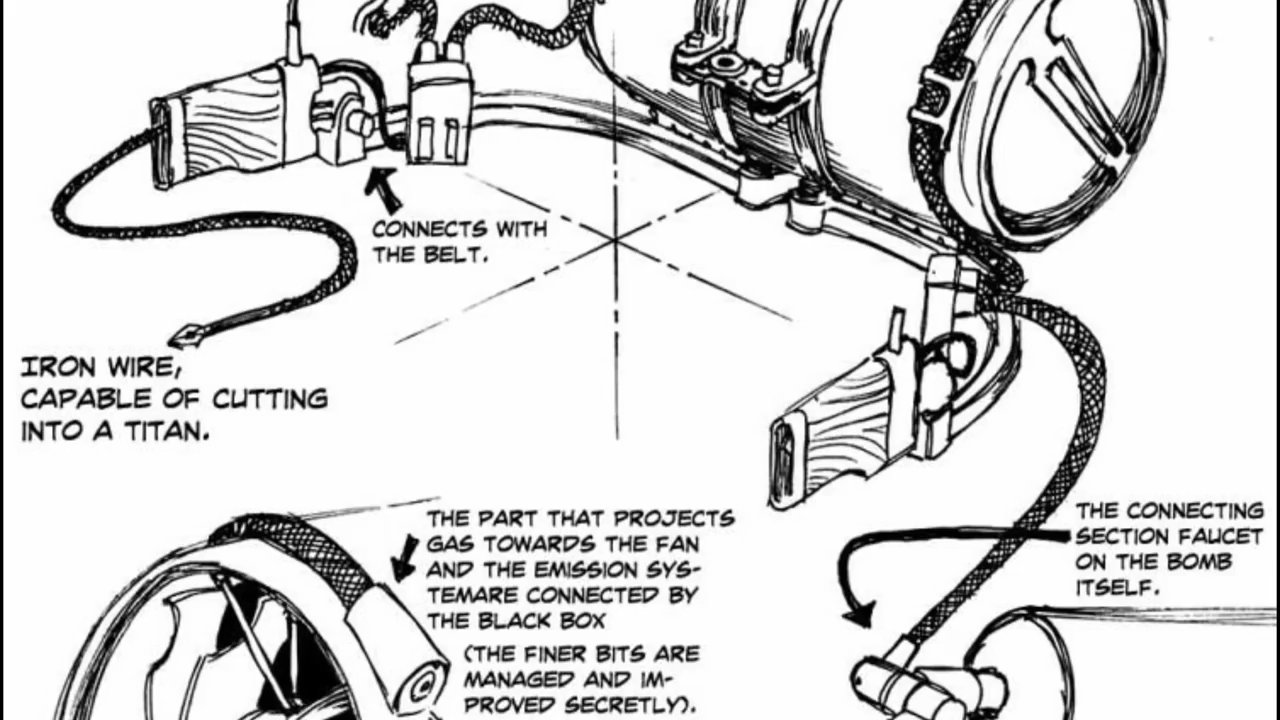 CONNECTS WITH
THE BELT.
IRON WIRE,
CAPABLE OF CUTTING
INTO A TITAN.
THE PART THAT PROJECTS
GAS TOWARDS THE FAN
AND THE EMISSION SYS-
TEMARE CONNECTED BY
THE BLACK BOX
(THE FINER BITS ARE
MANAGED AND IM-
PROVED SECRETLY).
THE CONNECTING
SECTION FAUCET
ON THE BOMB
ITSELF.